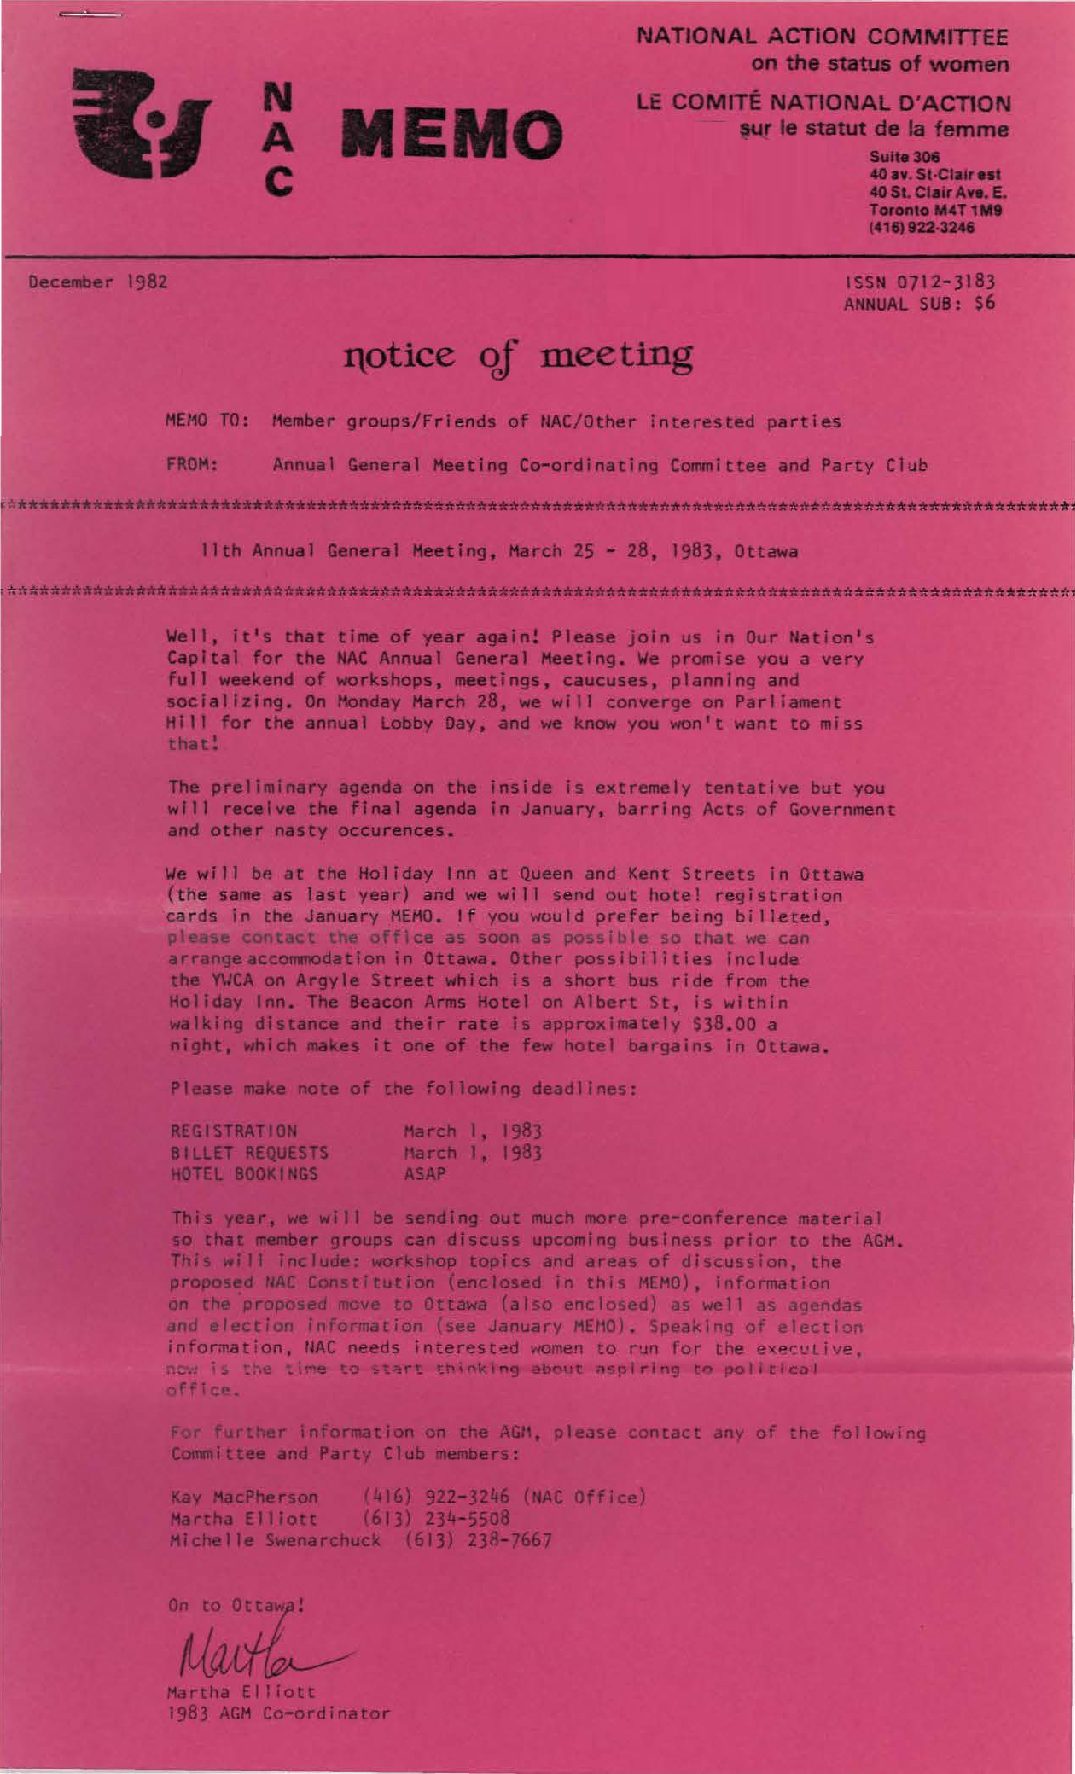 NATIONAL ACTION COMMITTEE
on the status of women
LE COMITÉ NATIONAL D'ACTION
sur le statut de la femme
Suite 306
40 av. St-Clair est
40 St. Clair Ave. E.
Toronto M4T 1M9
(416) 922-3246
NAC MEMO
December 1982
ISSN 0712-3183
ANNUAL SUB: $6
notice of meeting
MEMO TO: Member groups/Friends of NAC/Other interested parties
FROM: Annual General Meeting Co-ordinating Committee and Party Club
11th Annual General Meeting, March 25 - 28, 1983, Ottawa
Well, it's that time of year again! Please join us in Our Nation's
Capital for the NAC Annual General Meeting. We promise you a very
full weekend of workshops, meetings, caucuses, planning and
socializing. On Monday March 28, we will converge on Parliament
Hill for the annual Lobby Day, and we know you won't want to miss
that!
The preliminary agenda on the inside is extremely tentative but you
will receive the final agenda in January, barring Acts of Government
and other nasty occurences.
We will be at the Holiday Inn at Queen and Kent Streets in Ottawa
(the same as last year) and we will send out hotel registration
cards in the January MEMO. If you would prefer being billeted,
please contact the office as soon as possible so that we can
arrange accommodation in Ottawa. Other possibilities include
the YWCA on Argyle Street which is a short bus ride from the
Holiday Inn. The Beacon Arms Hotel on Albert St, is within
walking distance and their rate is approximately $38.00 a
night, which makes it one of the few hotel bargains in Ottawa.
Please make note of the following deadlines:
REGISTRATION March 1, 1983
BILLET REQUESTS March 1, 1983
HOTEL BOOKINGS ASAP
This year, we will be sending out much more pre-conference material
so that member groups can discuss upcoming business prior to the AGM.
This will include: workshop topics and areas of discussion, the
proposed NAC Constitution (enclosed in this MEMO), information
on the proposed move to Ottawa (also enclosed) as well as agendas
and election information (see January MEMO). Speaking of election
information, NAC needs interested women to run for the executive,
now is the time to start thinking about aspiring to political
office.
For further information on the AGM, please contact any of the following
Committee and Party Club members:
Kay MacPherson (416) 922-3246 (NAC Office)
Martha Elliott (613) 234-5508
Michelle Swenarchuck (613) 238-7667
On to Ottawa!
Martha
Martha Elliott
1983 AGM Co-ordinator